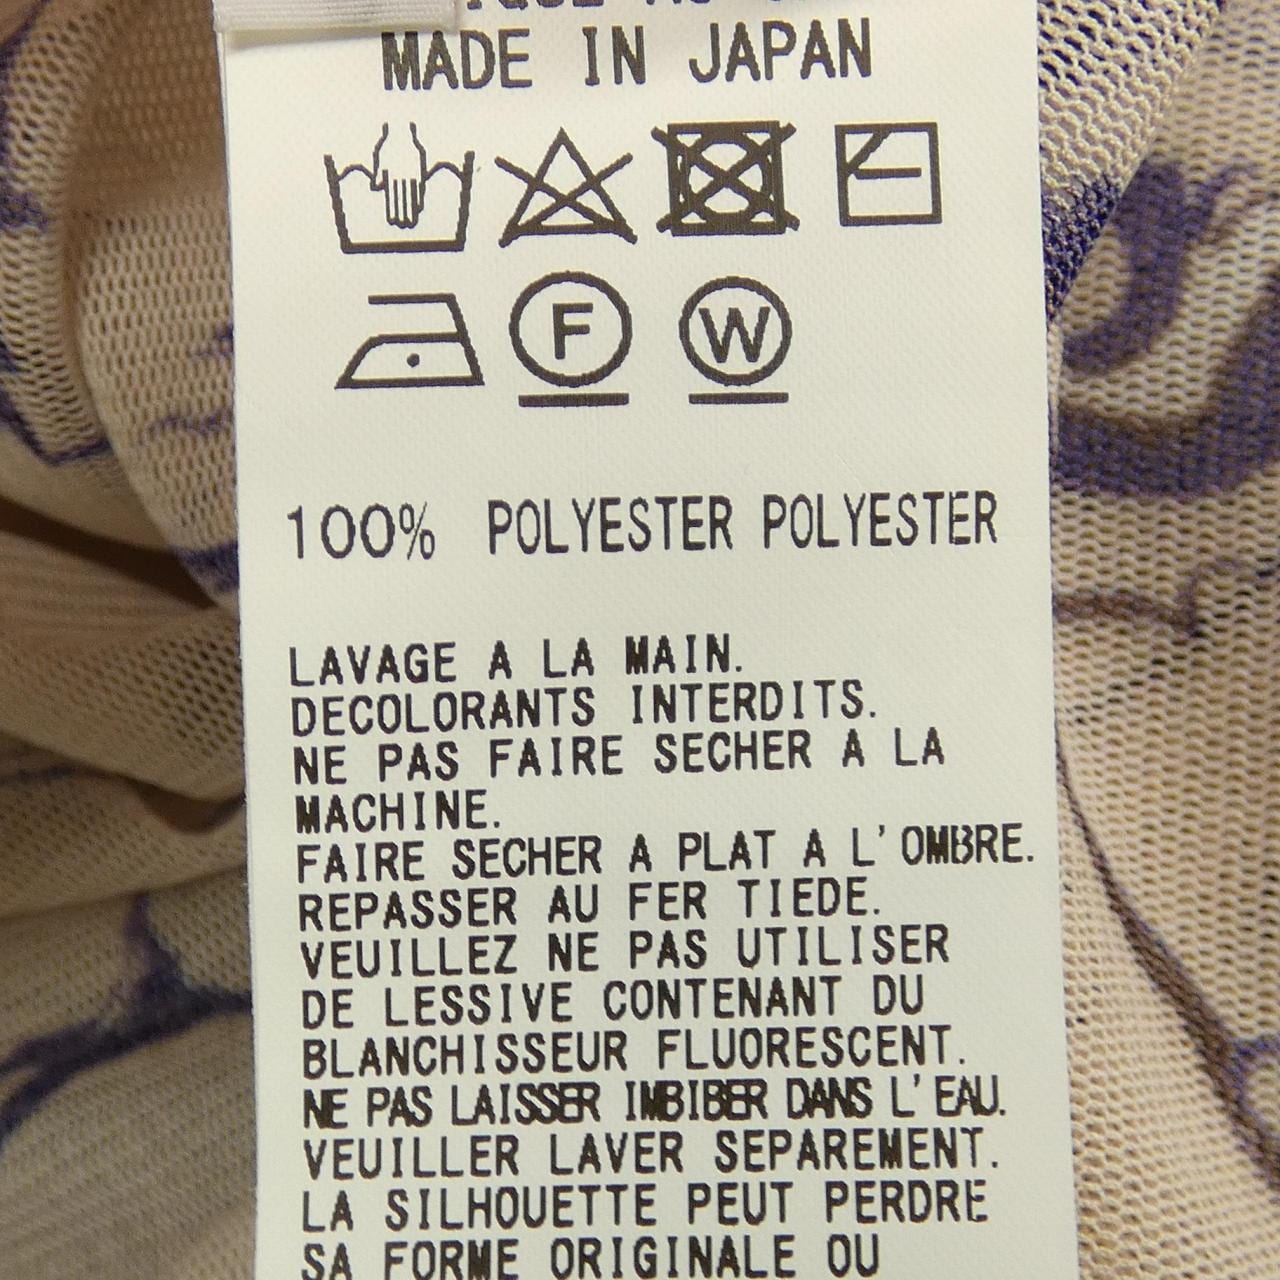 MADE IN JAPAN
F W
100% POLYESTER POLYESTER
LAVAGE A LA MAIN.
DECOLORANTS INTERDITS.
NE PAS FAIRE SECHER A LA
MACHINE.
FAIRE SECHER A PLAT A L'OMBRE.
REPASSER AU FER TIEDE.
VEUILLEZ NE PAS UTILISER
DE LESSIVE CONTENANT DU
BLANCHISSEUR FLUORESCENT.
NE PAS LAISSER IMBIBER DANS L'EAU.
VEUILLER LAVER SEPAREMENT.
LA SILHOUETTE PEUT PERDRE
SA FORME ORIGINALE OU